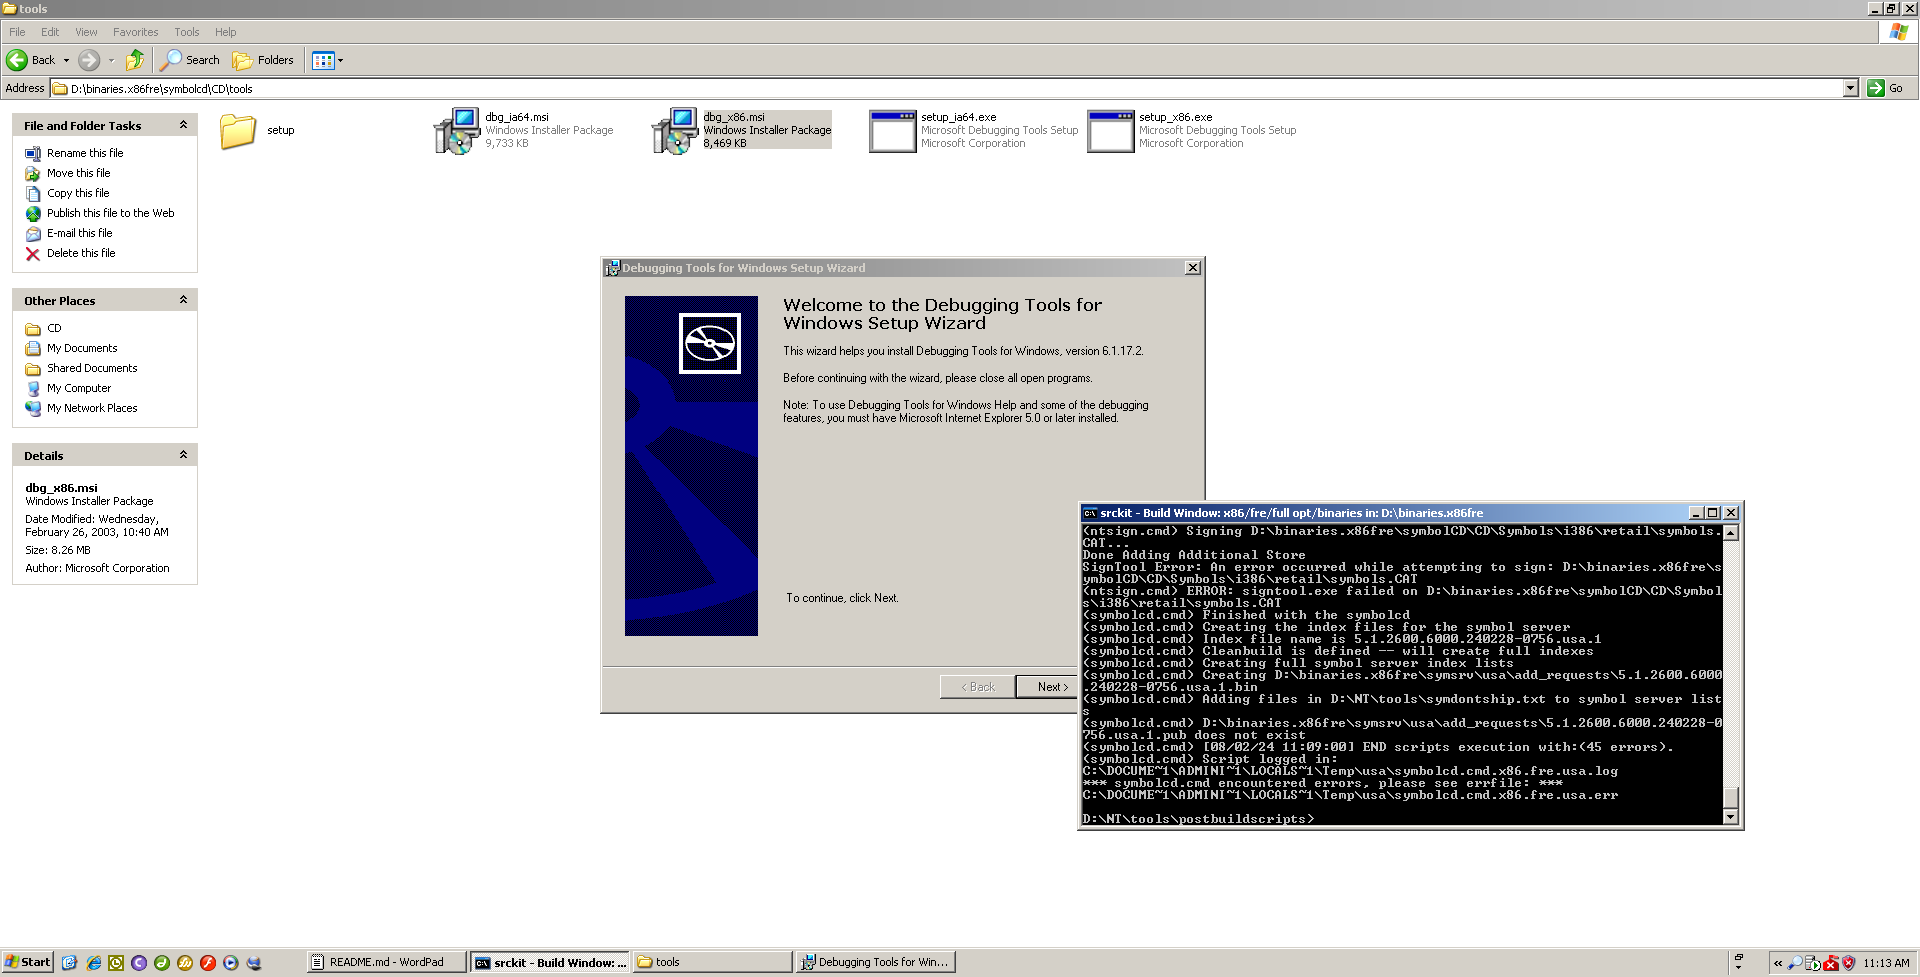 tools
File Edit View Favorites Tools Help
Back Search Folders
Address D:\binaries.x86fre\symbolcd\CD\tools Go
File and Folder Tasks
Rename this file
Move this file
Copy this file
Publish this file to the Web
E-mail this file
Delete this file
Other Places
CD
My Documents
Shared Documents
My Computer
My Network Places
Details
dbg_x86.msi
Windows Installer Package
Date Modified: Wednesday,
February 26, 2003, 10:40 AM
Size: 8.26 MB
Author: Microsoft Corporation
setup
dbg_ia64.msi
Windows Installer Package
9,733 KB
dbg_x86.msi
Windows Installer Package
8,469 KB
setup_ia64.exe
Microsoft Debugging Tools Setup
Microsoft Corporation
setup_x86.exe
Microsoft Debugging Tools Setup
Microsoft Corporation
Debugging Tools for Windows Setup Wizard
Welcome to the Debugging Tools for
Windows Setup Wizard
This wizard helps you install Debugging Tools for Windows, version 6.1.17.2.
Before continuing with the wizard, please close all open programs.
Note: To use Debugging Tools for Windows Help and some of the debugging
features, you must have Microsoft Internet Explorer 5.0 or later installed.
To continue, click Next.
< Back Next >
srckit - Build Window: x86/fre/full opt/binaries in: D:\binaries.x86fre
(ntsign.cmd) Signing D:\binaries.x86fre\symbolCD\CD\Symbols\i386\retail\symbols.
CAT...
Done Adding Additional Store
SignTool Error: An error occurred while attempting to sign: D:\binaries.x86fre\s
ymbolCD\CD\Symbols\i386\retail\symbols.CAT
(ntsign.cmd) ERROR: signtool.exe failed on D:\binaries.x86fre\symbolCD\CD\Symbol
s\i386\retail\symbols.CAT
(symbolcd.cmd) Finished with the symbolcd
(symbolcd.cmd) Creating the index files for the symbol server
(symbolcd.cmd) Index file name is 5.1.2600.6000.240228-0756.usa.1
(symbolcd.cmd) Cleanbuild is defined -- will create full indexes
(symbolcd.cmd) Creating full symbol server index lists
(symbolcd.cmd) Creating D:\binaries.x86fre\symsrv\usa\add_requests\5.1.2600.6000
.240228-0756.usa.1.bin
(symbolcd.cmd) Adding files in D:\NT\tools\symdontship.txt to symbol server list
s
(symbolcd.cmd) D:\binaries.x86fre\symsrv\usa\add_requests\5.1.2600.6000.240228-0
756.usa.1.pub does not exist
(symbolcd.cmd) [08/02/24 11:09:00] END scripts execution with:(45 errors).
(symbolcd.cmd) Script logged in:
C:\DOCUME~1\ADMINI~1\LOCALS~1\Temp\usa\symbolcd.cmd.x86.fre.usa.log
*** symbolcd.cmd encountered errors, please see errfile: ***
C:\DOCUME~1\ADMINI~1\LOCALS~1\Temp\usa\symbolcd.cmd.x86.fre.usa.err
D:\NT\tools\postbuildscripts>
Start README.md - WordPad srckit - Build Window: ... tools Debugging Tools for Win... 11:13 AM